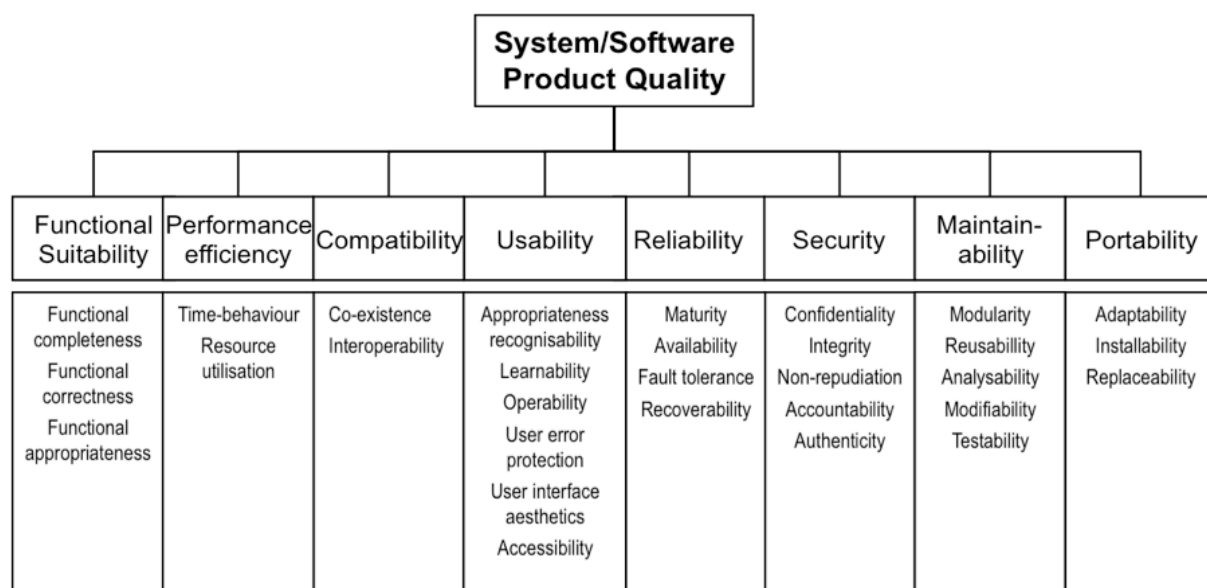 System/Software
Product Quality
Functional
Suitability
Performance
efficiency
Compatibility
Usability
Reliability
Security
Maintain-
ability
Portability
Functional
completeness
Functional
correctness
Functional
appropriateness
Time-behaviour
Resource
utilisation
Co-existence
Interoperability
Appropriateness
recognisability
Learnability
Operability
User error
protection
User interface
aesthetics
Accessibility
Maturity
Availability
Fault tolerance
Recoverability
Confidentiality
Integrity
Non-repudiation
Accountability
Authenticity
Modularity
Reusabillity
Analysability
Modifiability
Testability
Adaptability
Installability
Replaceability